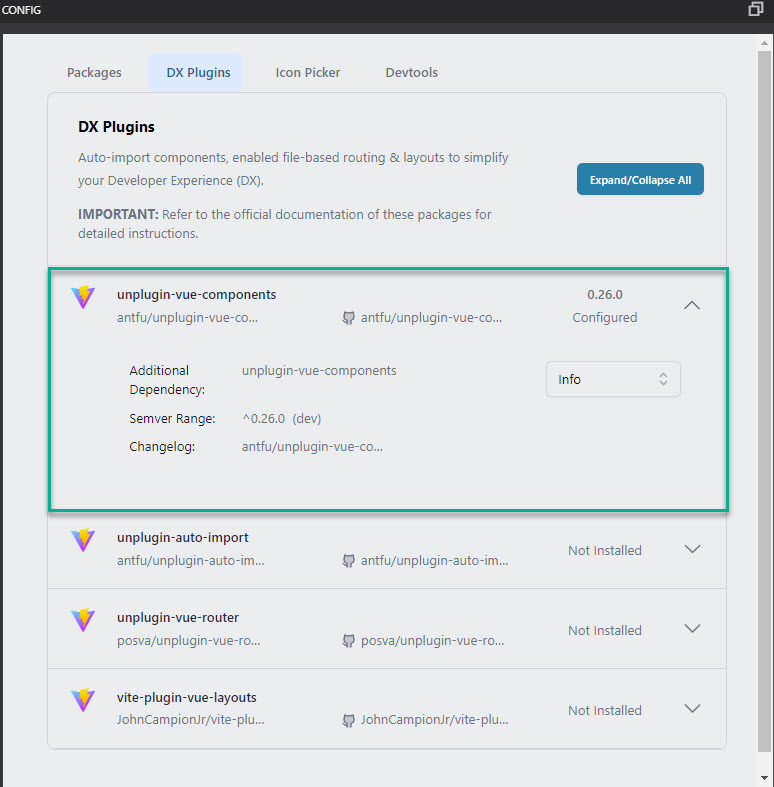 CONFIG
Packages DX Plugins Icon Picker Devtools
DX Plugins
Auto-import components, enabled file-based routing & layouts to simplify
your Developer Experience (DX).
Expand/Collapse All
IMPORTANT: Refer to the official documentation of these packages for
detailed instructions.
unplugin-vue-components 0.26.0
antfu/unplugin-vue-co... antfu/unplugin-vue-co... Configured
Additional unplugin-vue-components
Dependency:
Info
Semver Range: ^0.26.0 (dev)
Changelog: antfu/unplugin-vue-co...
unplugin-auto-import
antfu/unplugin-auto-im... antfu/unplugin-auto-im... Not Installed
unplugin-vue-router
posva/unplugin-vue-ro... posva/unplugin-vue-ro... Not Installed
vite-plugin-vue-layouts
JohnCampionJr/vite-plu... JohnCampionJr/vite-plu... Not Installed